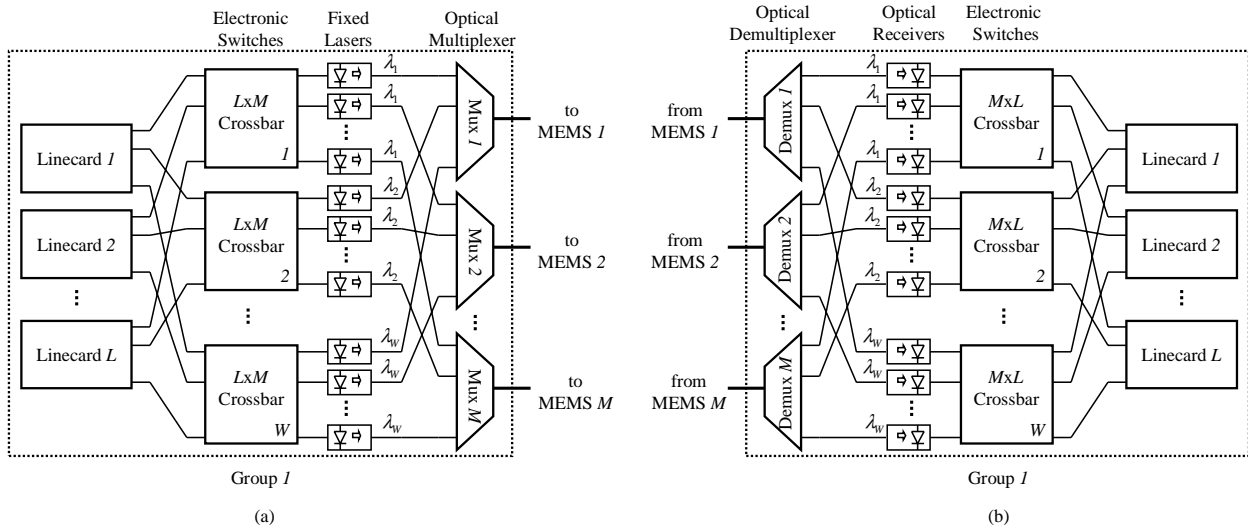 Electronic
Switches
Fixed
Lasers
Optical
Multiplexer
Linecard 1
Linecard 2
Linecard L
LxM
Crossbar
1
LxM
Crossbar
2
LxM
Crossbar
W
λ1
λ1
λ1
λ2
λ2
λ2
λW
λW
λW
Mux 1
Mux 2
Mux M
to
MEMS 1
to
MEMS 2
to
MEMS M
Group 1
(a)
Optical
Demultiplexer
Optical
Receivers
Electronic
Switches
from
MEMS 1
from
MEMS 2
from
MEMS M
Demux 1
Demux 2
Demux M
λ1
λ1
λ1
λ2
λ2
λ2
λW
λW
λW
MxL
Crossbar
1
MxL
Crossbar
2
MxL
Crossbar
W
Linecard 1
Linecard 2
Linecard L
Group 1
(b)